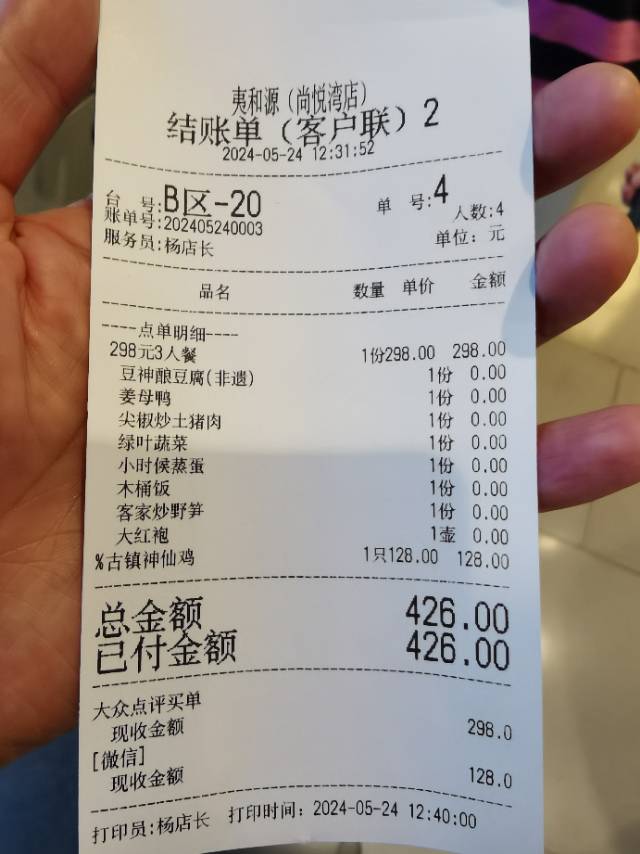 夷和源（尚悦湾店）
结账单（客户联）2
2024-05-24 12:31:52
台 号:B区-20 单 号:4
账单号:202405240003 人数:4
服务员:杨店长 单位: 元
品名 数量 单价 金额
----点单明细----
298元3人餐 1份298.00 298.00
豆神酿豆腐(非遗) 1份 0.00
姜母鸭 1份 0.00
尖椒炒土猪肉 1份 0.00
绿叶蔬菜 1份 0.00
小时候蒸蛋 1份 0.00
木桶饭 1份 0.00
客家炒野笋 1份 0.00
大红袍 1壶 0.00
%古镇神仙鸡 1只128.00 128.00
总金额 426.00
已付金额 426.00
大众点评买单
现收金额 298.0
[微信]
现收金额 128.0
打印员:杨店长 打印时间: 2024-05-24 12:40:00